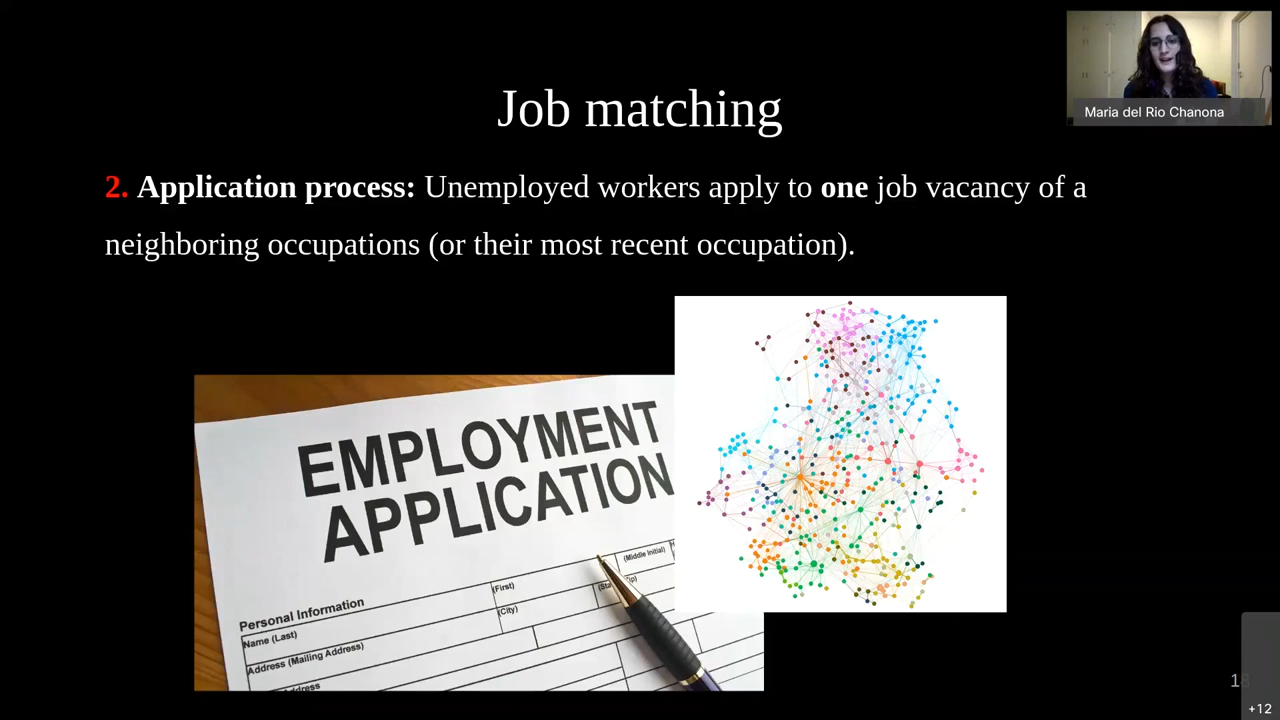 Maria del Rio Chanona
Job matching
2. Application process: Unemployed workers apply to one job vacancy of a
neighboring occupations (or their most recent occupation).
EMPLOYMENT
APPLICATION
Personal Information
Name (Last)
(First)
(Middle Initial)
Address (Mailing Address)
(City)
Address
+12